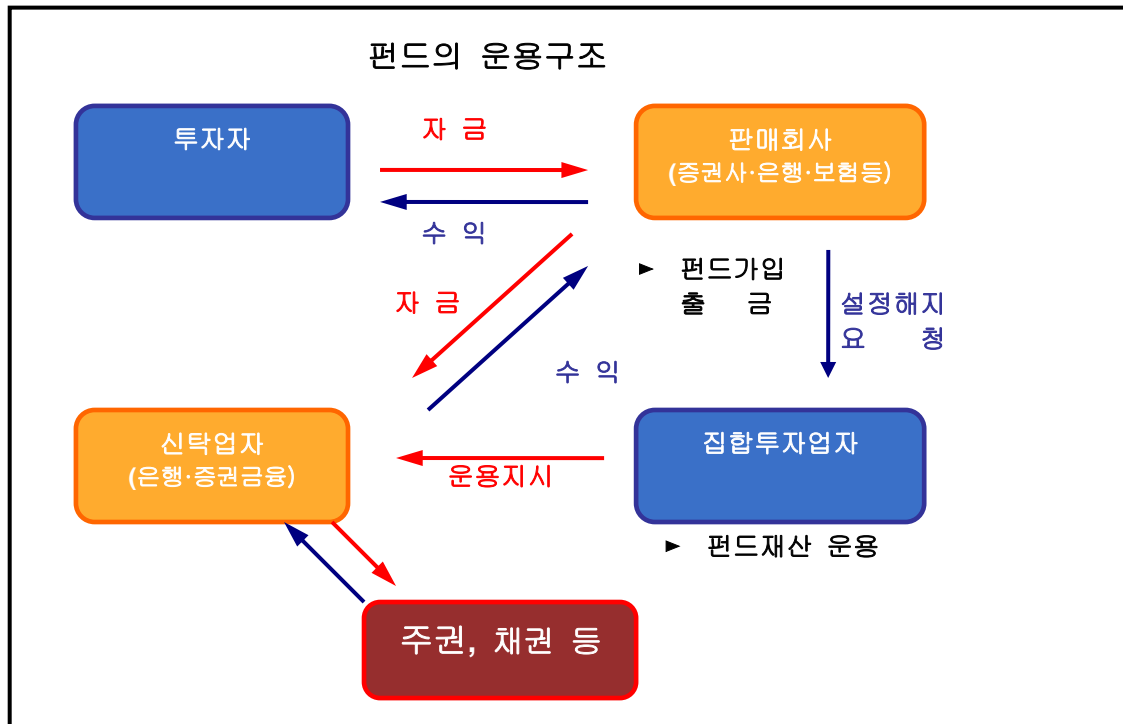 펀드의 운용구조
투자자
자 금
판매회사
(증권사·은행·보험등)
수 익
► 펀드가입
출 금
설정해지
요 청
자 금
수 익
신탁업자
(은행·증권금융)
운용지시
집합투자업자
► 펀드재산 운용
주권, 채권 등